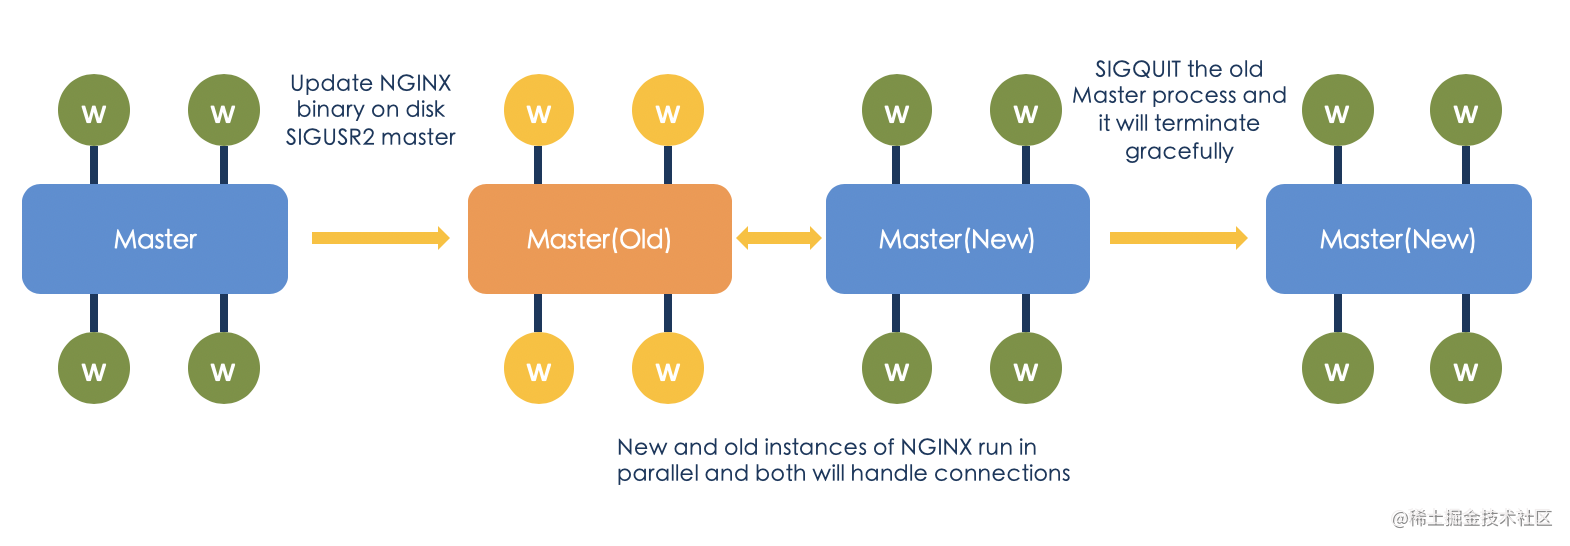 W
W
Update NGINX
binary on disk
SIGUSR2 master
W
W
W
W
SIGQUIT the old
Master process and
it will terminate
gracefully
W
W
Master
Master(Old)
Master(New)
Master(New)
W
W
W
W
W
W
W
W
New and old instances of NGINX run in
parallel and both will handle connections
@稀土掘金技术社区